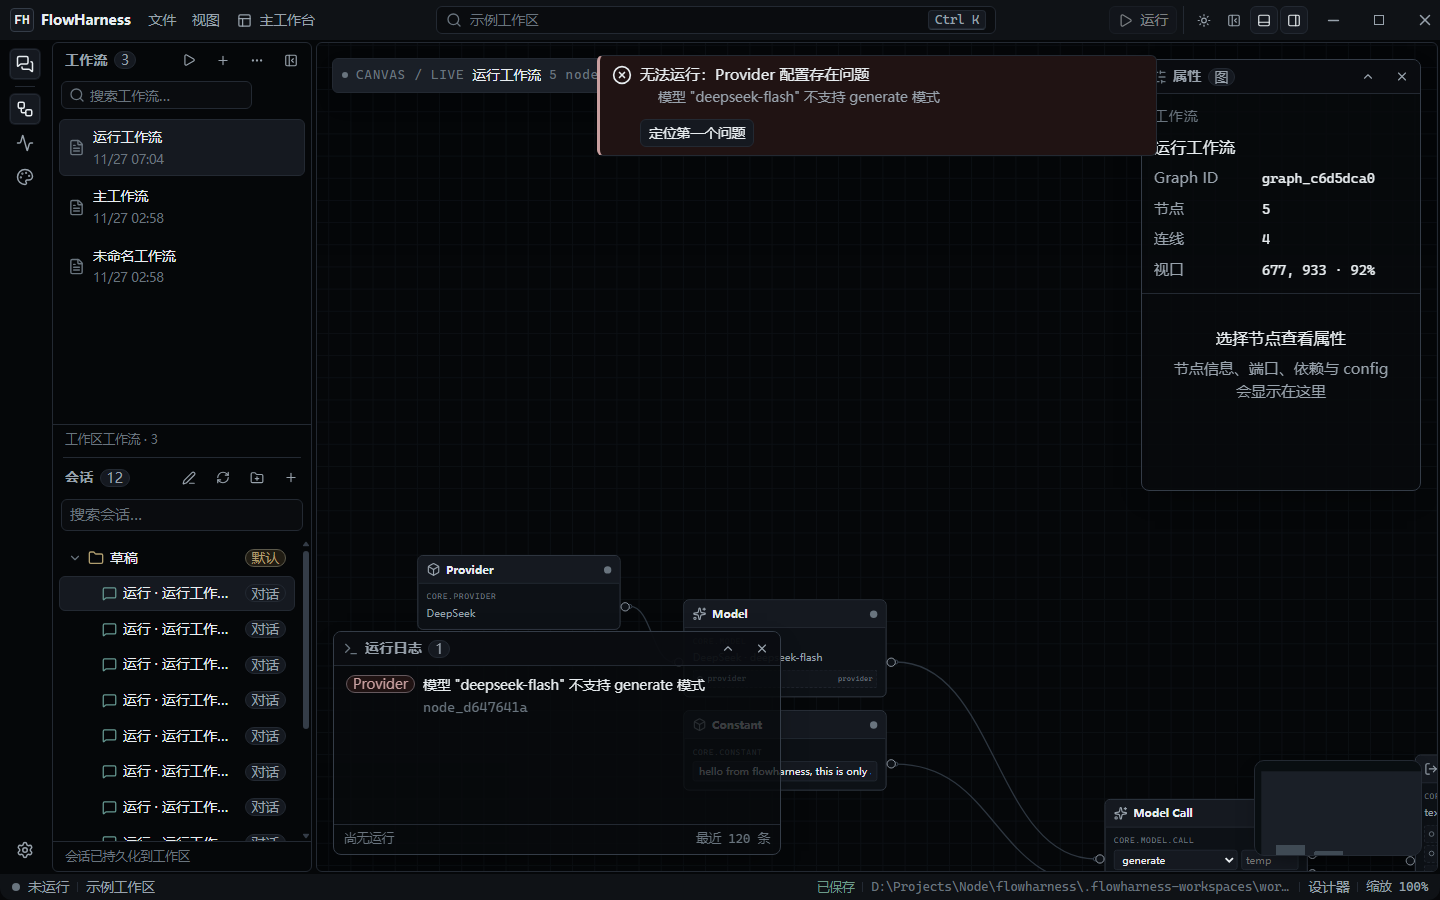 FH FlowHarness 文件 视图 主工作台 示例工作区 Ctrl K 运行
工作流 3
搜索工作流...
运行工作流
11/27 07:04
主工作流
11/27 02:58
未命名工作流
11/27 02:58
工作区工作流 · 3
会话 12
搜索会话...
草稿 默认
运行 · 运行工作... 对话
运行 · 运行工作... 对话
运行 · 运行工作... 对话
运行 · 运行工作... 对话
运行 · 运行工作... 对话
运行 · 运行工作... 对话
运行 · 运行工作... 对话
运行 · 运行工作... 对话
会话已持久化到工作区
CANVAS / LIVE 运行工作流 5 node
无法运行：Provider 配置存在问题
模型 "deepseek-flash" 不支持 generate 模式
定位第一个问题
属性 图
工作流
运行工作流
Graph ID graph_c6d5dca0
节点 5
连线 4
视口 677, 933 · 92%
选择节点查看属性
节点信息、端口、依赖与 config
会显示在这里
Provider
CORE.PROVIDER
DeepSeek
Model
eek-flash
provider provider
Constant
CORE.CONSTANT
hello from flowharness, this is only
运行日志 1
Provider 模型 "deepseek-flash" 不支持 generate 模式
node_d647641a
尚无运行 最近 120 条
Model Call
CORE.MODEL.CALL
generate temp
COR
tex
未运行 示例工作区 已保存 D:\Projects\Node\flowharness\.flowharness-workspaces\wor... 设计器 缩放 100%